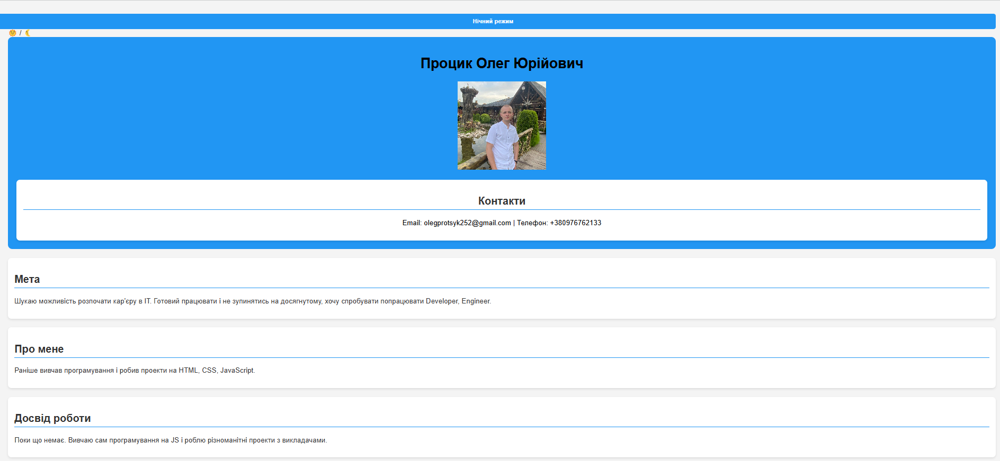 Нічний режим
🌞 / 🌜
Процик Олег Юрійович
Контакти
Email: olegprotsyk252@gmail.com | Телефон: +380976762133
Мета
Шукаю можливість розпочати кар'єру в IT. Готовий працювати і не зупинятись на досягнутому, хочу спробувати попрацювати Developer, Engineer.
Про мене
Раніше вивчав програмування і робив проекти на HTML, CSS, JavaScript.
Досвід роботи
Поки що немає. Вивчаю сам програмування на JS і роблю різноманітні проекти з викладачами.